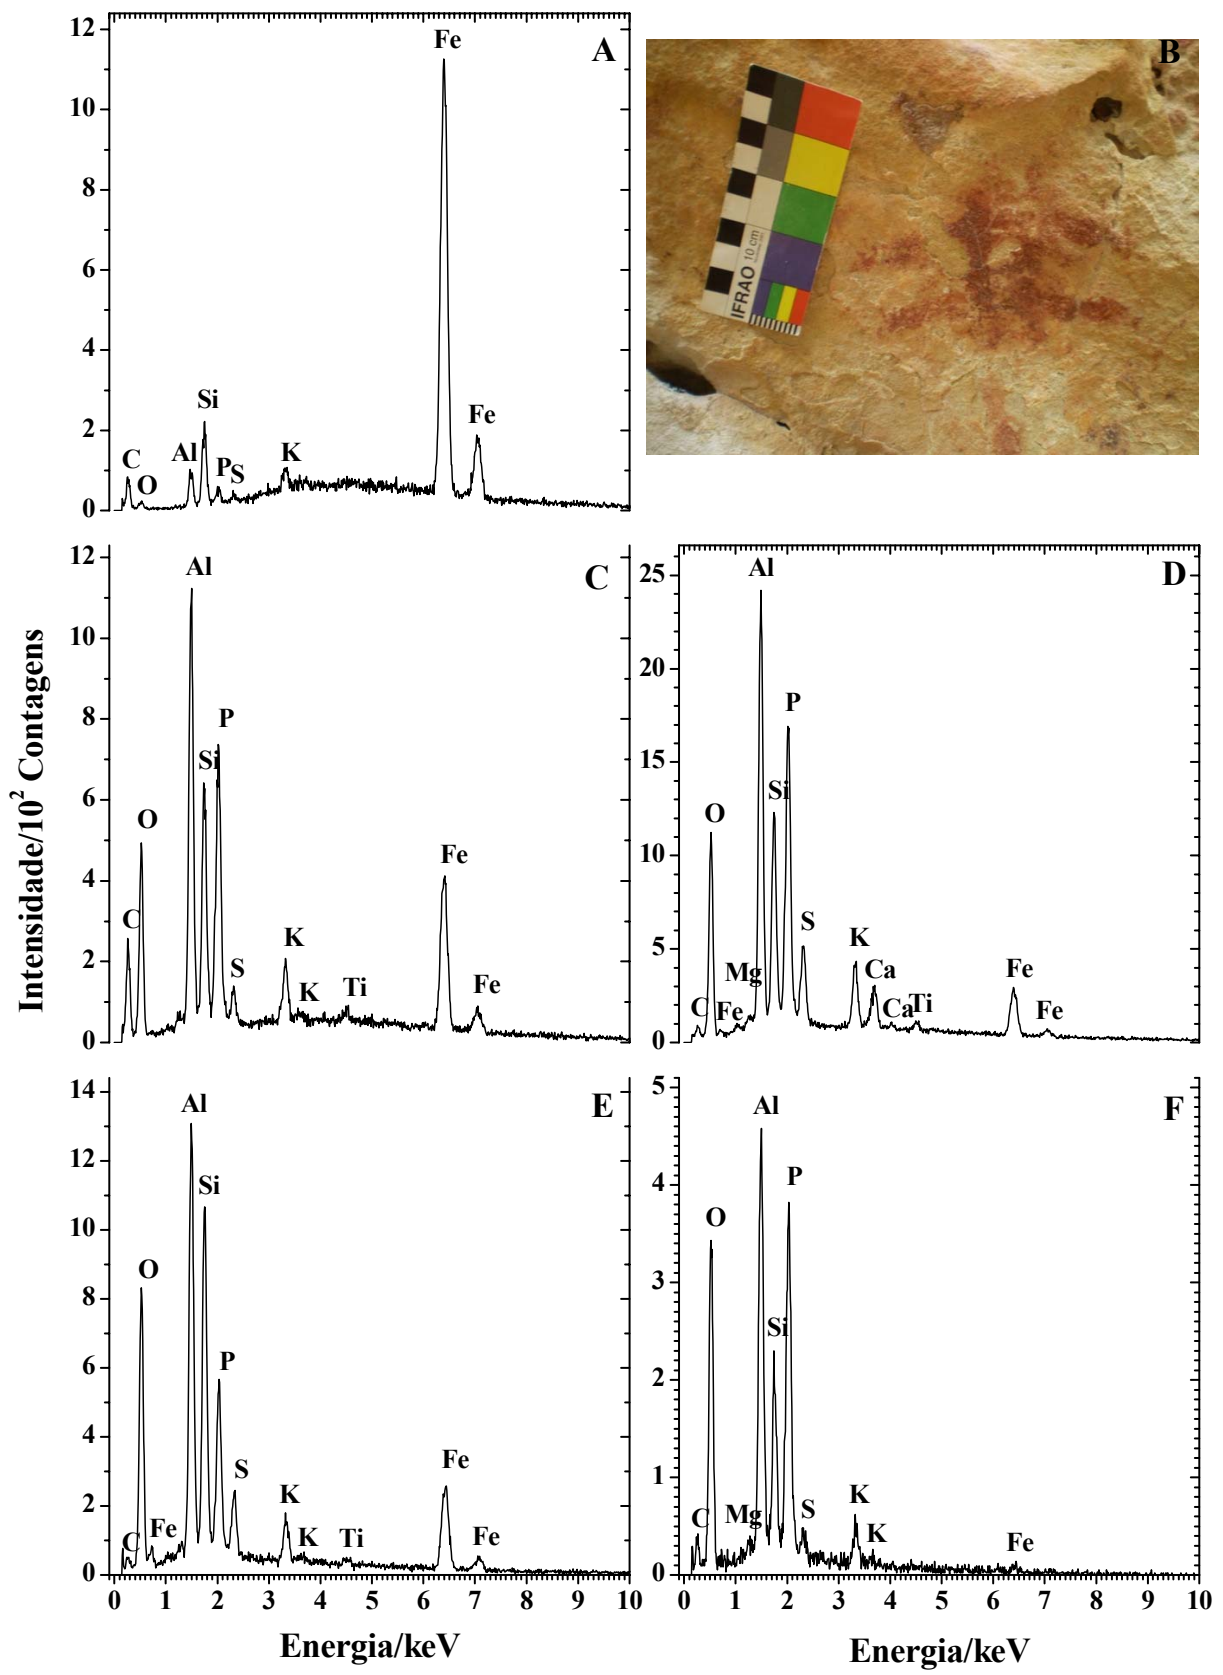 A
12
10
8
6
4
2
0
C
O
Al
Si
P
S
K
Fe
Fe
B
IFRAO 10 cm
C
12
10
8
6
4
2
0
C
O
Al
Si
P
S
K
K
Ti
Fe
Fe
Intensidade/10² Contagens
D
25
20
15
10
5
0
C
O
Fe
Mg
Al
Si
P
S
K
Ca
Ca
Ti
Fe
Fe
E
14
12
10
8
6
4
2
0
C
O
Fe
Al
Si
P
S
K
K
Ti
Fe
Fe
0 1 2 3 4 5 6 7 8 9 10
Energia/keV
F
5
4
3
2
1
0
C
O
Mg
Al
Si
P
S
K
K
Fe
0 1 2 3 4 5 6 7 8 9 10
Energia/keV